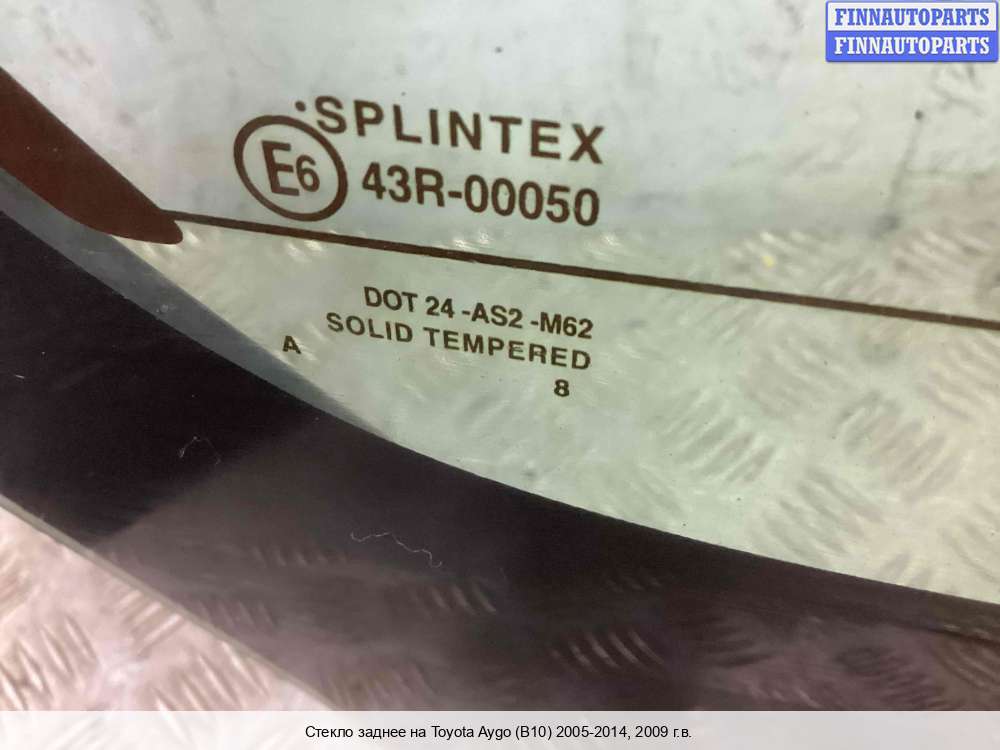 FINNAUTOPARTS
FINNAUTOPARTS
SPLINTEX
E6 43R-00050
DOT 24 -AS2 -M62
SOLID TEMPERED
A
8
Стекло заднее на Toyota Aygo (B10) 2005-2014, 2009 г.в.